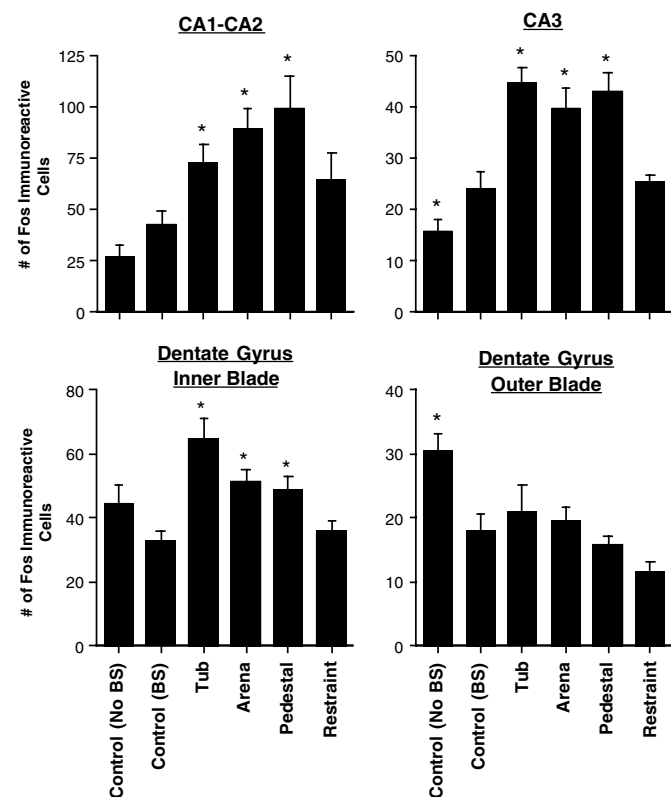 CA1-CA2
# of Fos Immunoreactive
Cells
125
100
75
50
25
0
*
*
*
CA3
50
40
30
20
10
0
*
*
*
*
Dentate Gyrus
Inner Blade
# of Fos Immunoreactive
Cells
80
60
40
20
0
*
*
*
Control (No BS)
Control (BS)
Tub
Arena
Pedestal
Restraint
Dentate Gyrus
Outer Blade
40
30
20
10
0
*
Control (No BS)
Control (BS)
Tub
Arena
Pedestal
Restraint